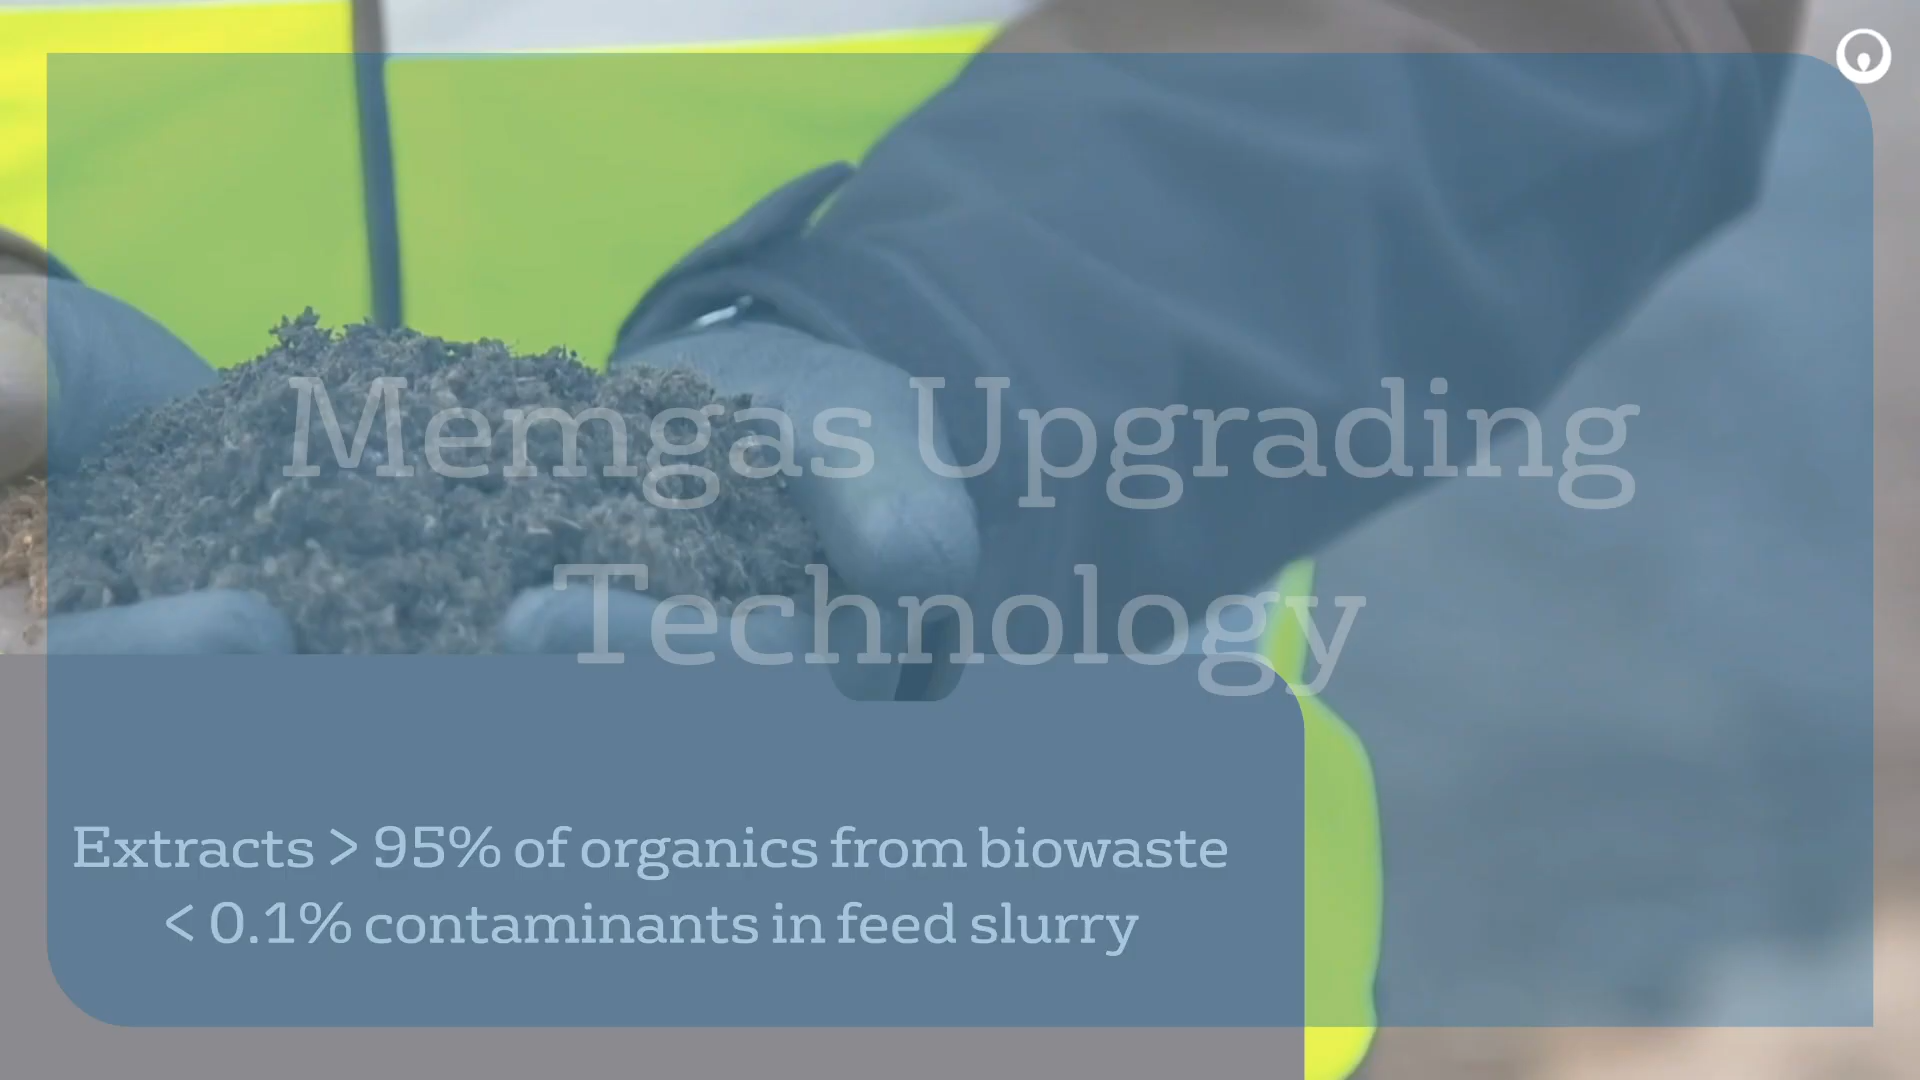 Memgas Upgrading
Technology
Extracts > 95% of organics from biowaste
< 0.1% contaminants in feed slurry